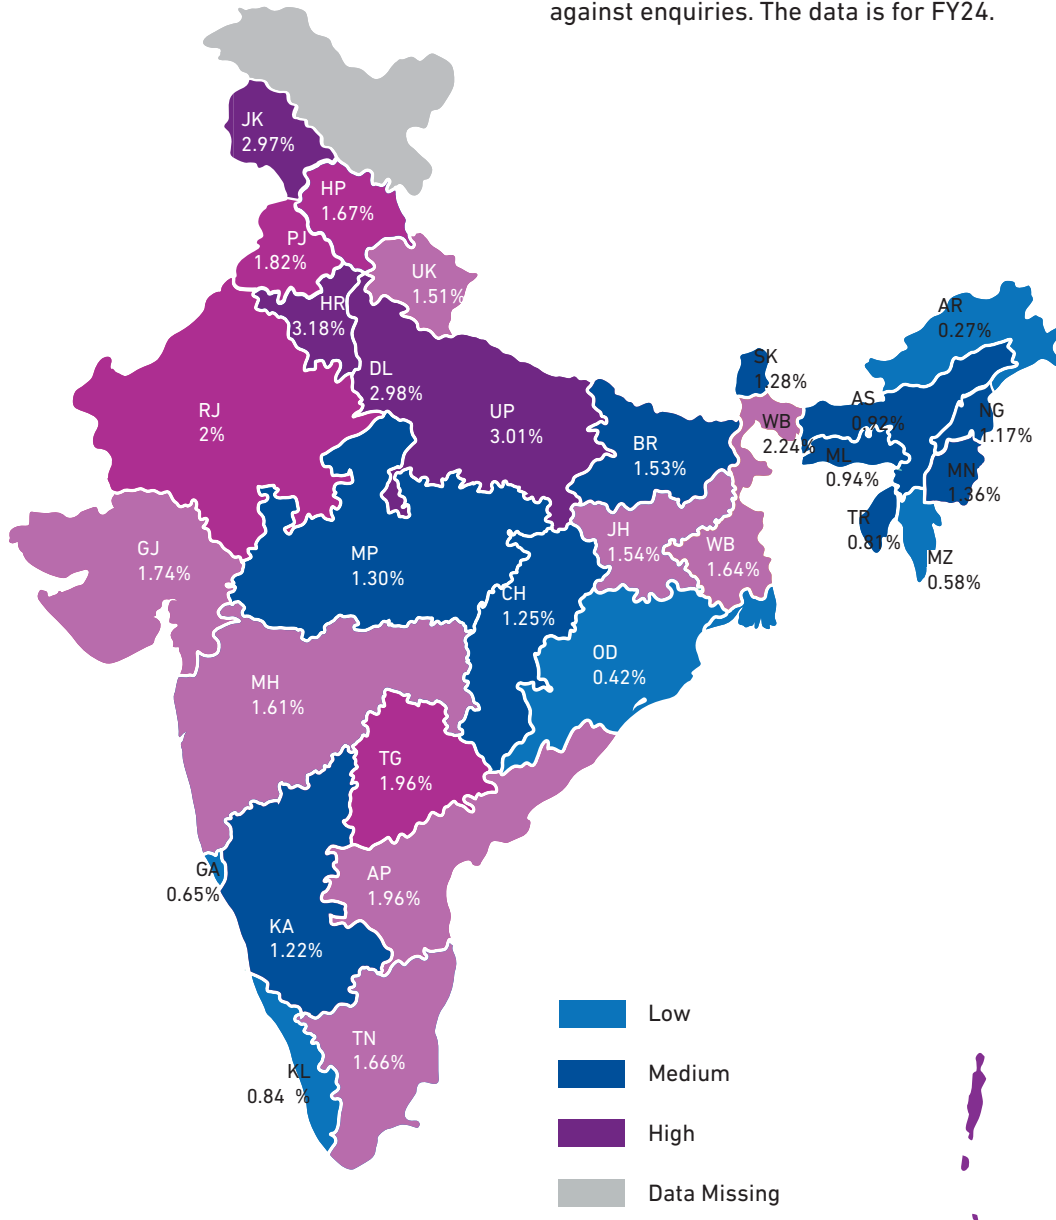 against enquiries. The data is for FY24.
JK
2.97%
HP
1.67%
PJ
1.82%
UK
1.51%
HR
3.18%
DL
2.98%
UP
3.01%
RJ
2%
AR
0.27%
SK
1.28%
AS
0.92%
NG
1.17%
WB
2.24%
ML
0.94%
MN
1.36%
BR
1.53%
TR
0.81%
MZ
0.58%
JH
1.54%
WB
1.64%
GJ
1.74%
MP
1.30%
CH
1.25%
OD
0.42%
MH
1.61%
TG
1.96%
GA
0.65%
AP
1.96%
KA
1.22%
TN
1.66%
KL
0.84 %
Low
Medium
High
Data Missing